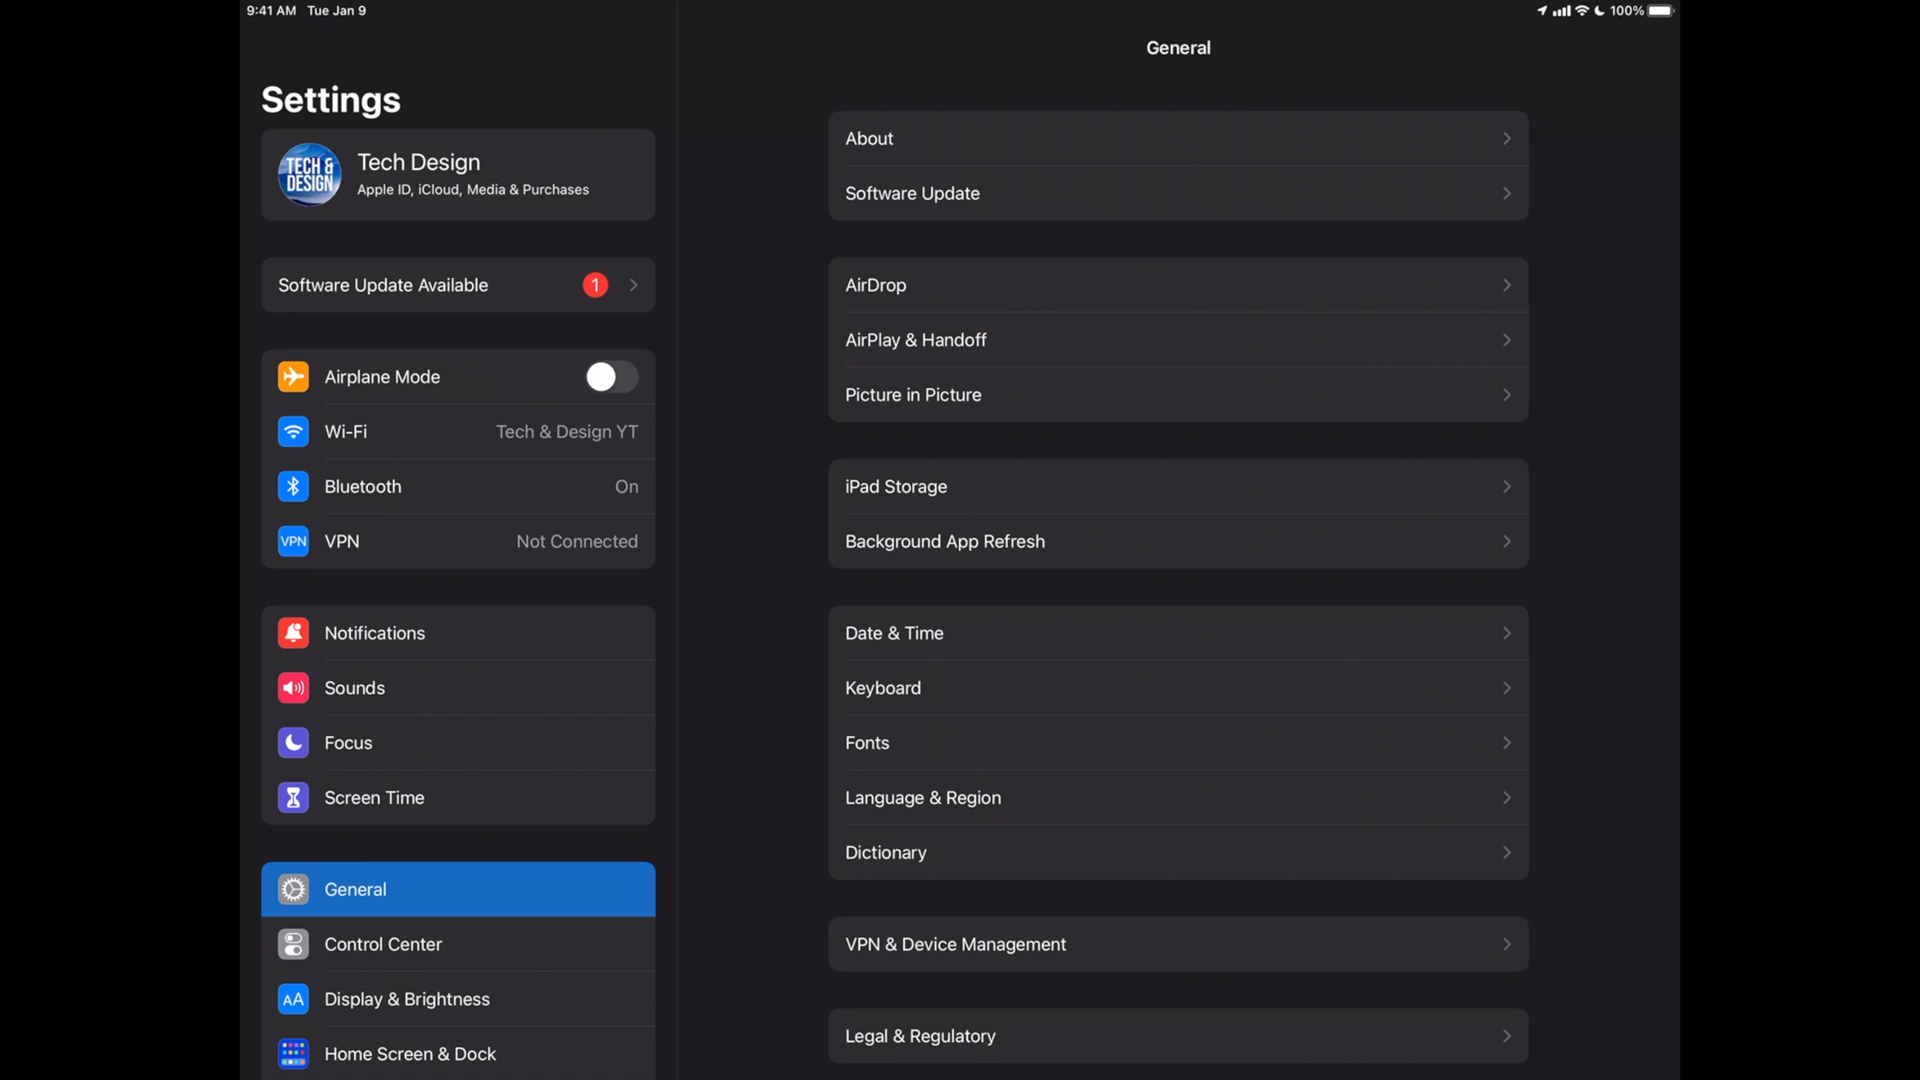 9:41 AM Tue Jan 9
100%
Settings
TECH &
DESIGN
Tech Design
Apple ID, iCloud, Media & Purchases
Software Update Available 1
Airplane Mode
Wi-Fi Tech & Design YT
Bluetooth On
VPN VPN Not Connected
Notifications
Sounds
Focus
Screen Time
General
Control Center
AA Display & Brightness
Home Screen & Dock
General
About
Software Update
AirDrop
AirPlay & Handoff
Picture in Picture
iPad Storage
Background App Refresh
Date & Time
Keyboard
Fonts
Language & Region
Dictionary
VPN & Device Management
Legal & Regulatory